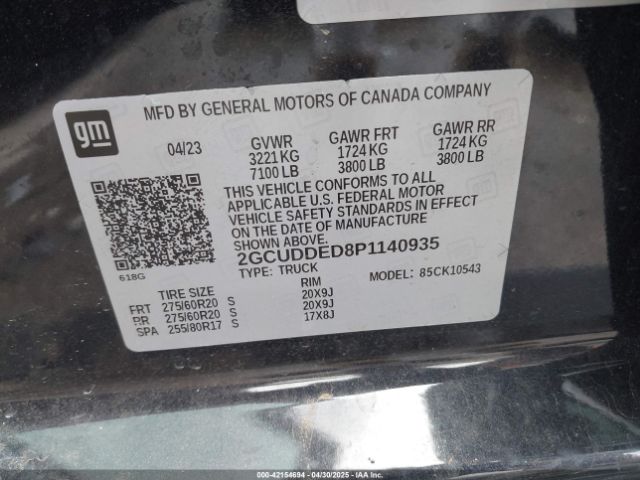 gm
MFD BY GENERAL MOTORS OF CANADA COMPANY
04/23 GVWR GAWR FRT GAWR RR
3221 KG 1724 KG 1724 KG
7100 LB 3800 LB 3800 LB
THIS VEHICLE CONFORMS TO ALL
APPLICABLE U.S. FEDERAL MOTOR
VEHICLE SAFETY STANDARDS IN EFFECT
ON THE DATE OF MANUFACTURE
SHOWN ABOVE.
618G
2GCUDDED8P1140935
TYPE: TRUCK MODEL: 85CK10543
TIRE SIZE RIM
FRT 275/60R20 S 20X9J
RR 275/60R20 S 20X9J
SPA 255/80R17 S 17X8J
000-42154694 04/30/2025 IAAI.COM